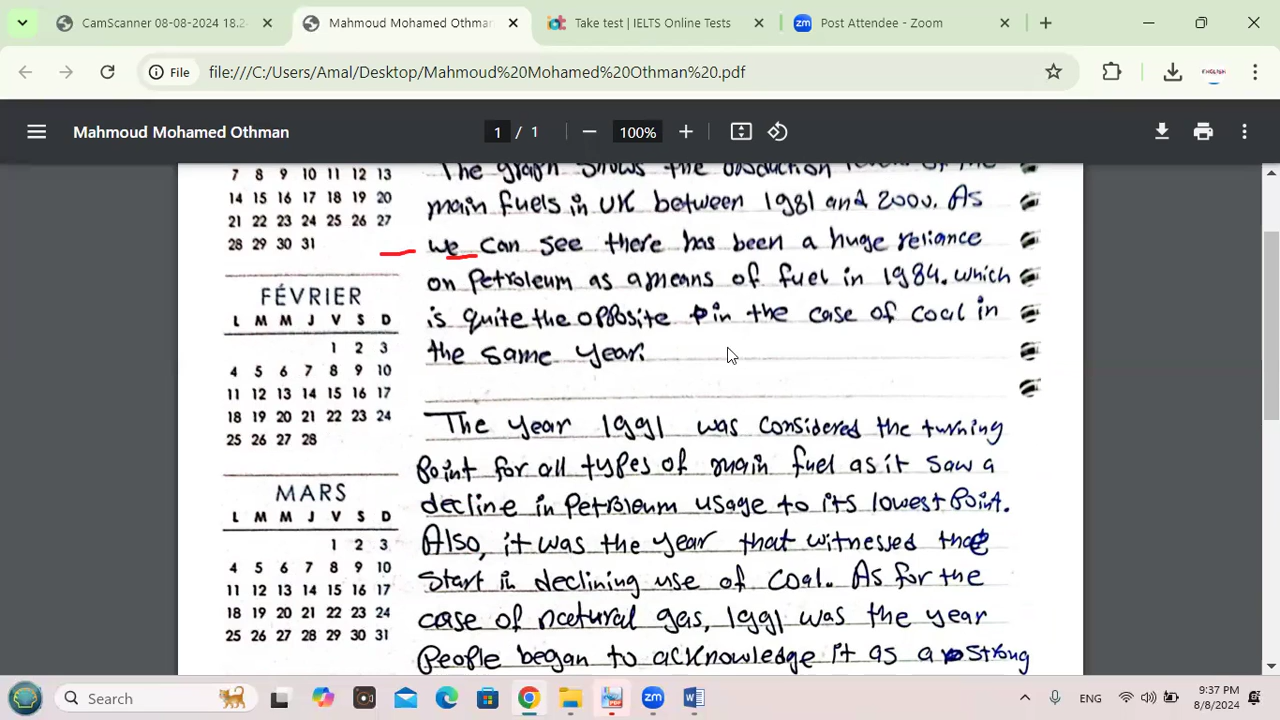 CamScanner 08-08-2024 18.2
Mahmoud Mohamed Othman
Take test | IELTS Online Tests
Post Attendee - Zoom
File
file:///C:/Users/Amal/Desktop/Mahmoud%20Mohamed%20Othman%20.pdf
ENGLISH
Mahmoud Mohamed Othman
1 / 1
100%
7 8 9 10 11 12 13
14 15 16 17 18 19 20
21 22 23 24 25 26 27
28 29 30 31
FÉVRIER
L M M J V S D
1 2 3
4 5 6 7 8 9 10
11 12 13 14 15 16 17
18 19 20 21 22 23 24
25 26 27 28
MARS
L M M J V S D
1 2 3
4 5 6 7 8 9 10
11 12 13 14 15 16 17
18 19 20 21 22 23 24
25 26 27 28 29 30 31
The graph shows the of the
main fuels in UK between 1981 and 2000. As
we can see there has been a huge reliance
on Petroleum as a means of fuel in 1984. which
is quite the opposite in the case of coal in
the same year.
The year 1991 was considered the turning
point for all types of main fuel as it saw a
decline in Petroleum usage to its lowest point.
Also, it was the year that witnessed the
start in declining use of coal. As for the
case of natural gas, 1991 was the year
People began to acknowledge it as a strong
Search
ENG
9:37 PM
8/8/2024